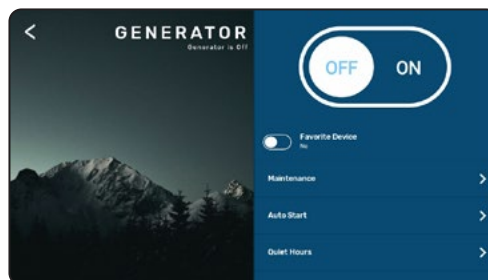 GENERATOR
Generator is Off
OFF ON
Favorite Device
No
Maintenance
Auto Start
Quiet Hours